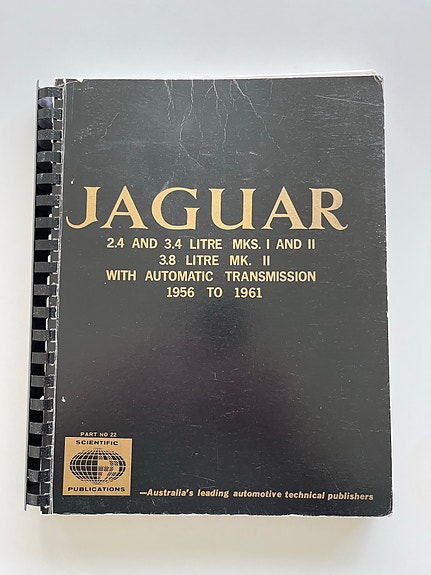 JAGUAR
2.4 AND 3.4 LITRE MKS. I AND II
3.8 LITRE MK. II
WITH AUTOMATIC TRANSMISSION
1956 TO 1961
PART NO 22
SCIENTIFIC
PUBLICATIONS
—Australia's leading automotive technical publishers